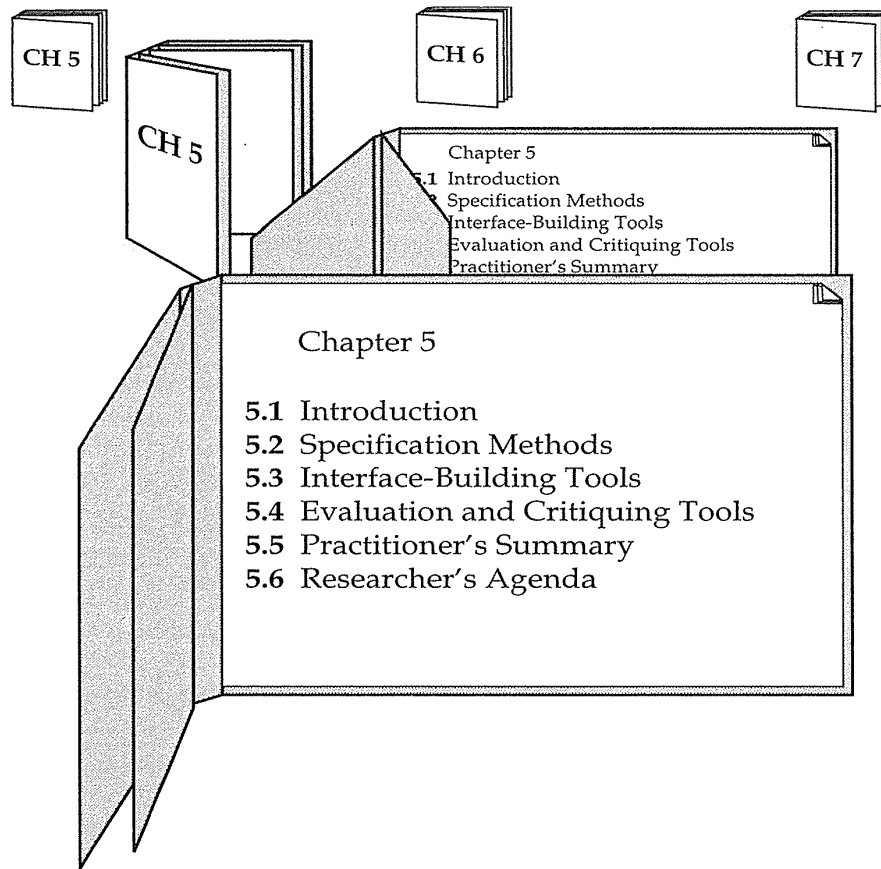 CH 5
CH 6
CH 7
CH 5
Chapter 5
5.1 Introduction
Specification Methods
Interface-Building Tools
Evaluation and Critiquing Tools
Practitioner's Summary
Chapter 5
5.1 Introduction
5.2 Specification Methods
5.3 Interface-Building Tools
5.4 Evaluation and Critiquing Tools
5.5 Practitioner's Summary
5.6 Researcher's Agenda